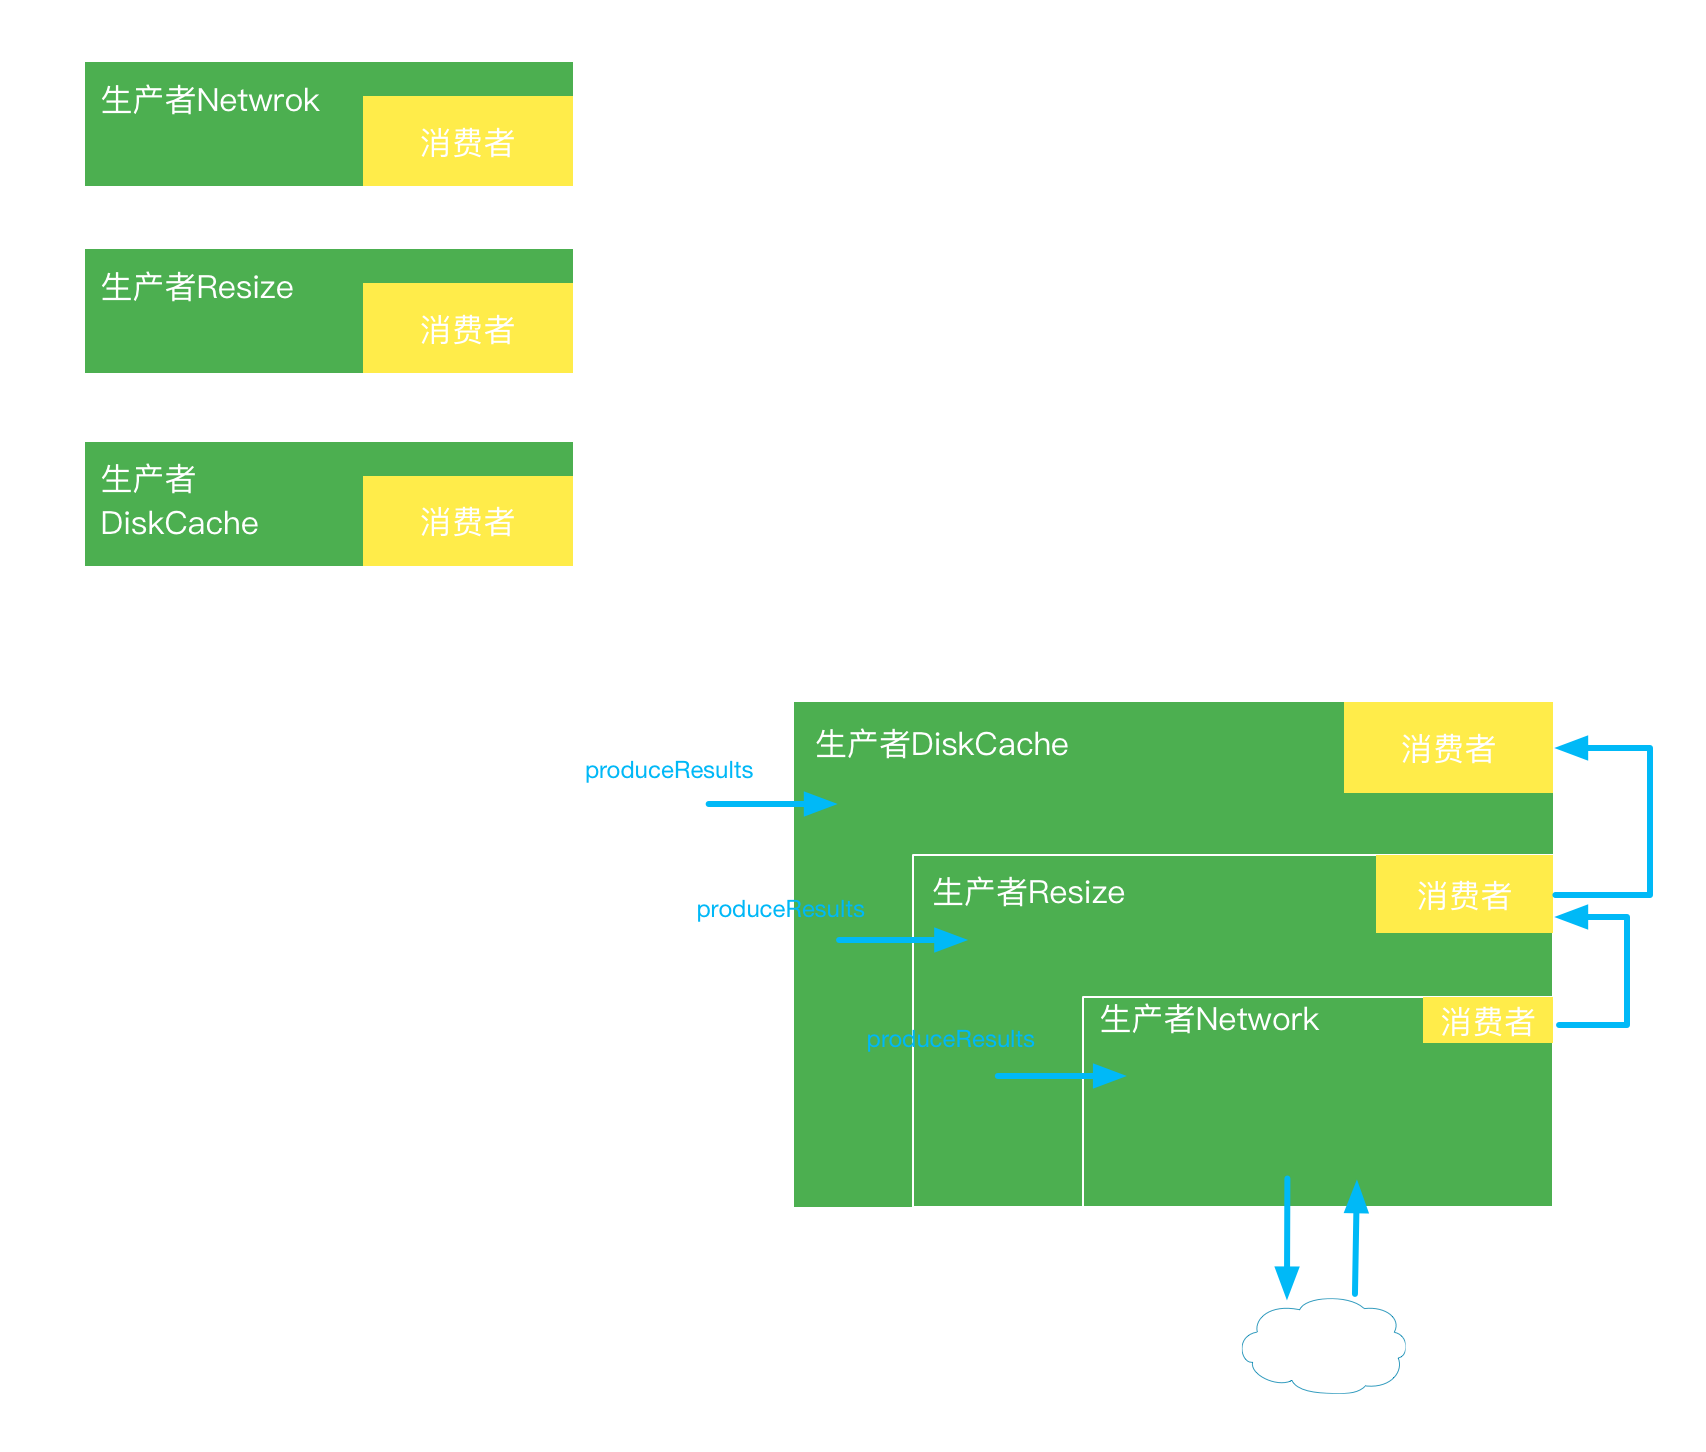 生产者Netwrok
消费者
生产者Resize
消费者
生产者
DiskCache
消费者
生产者DiskCache
消费者
produceResults
生产者Resize
消费者
produceResults
生产者Network
消费者
produceResults